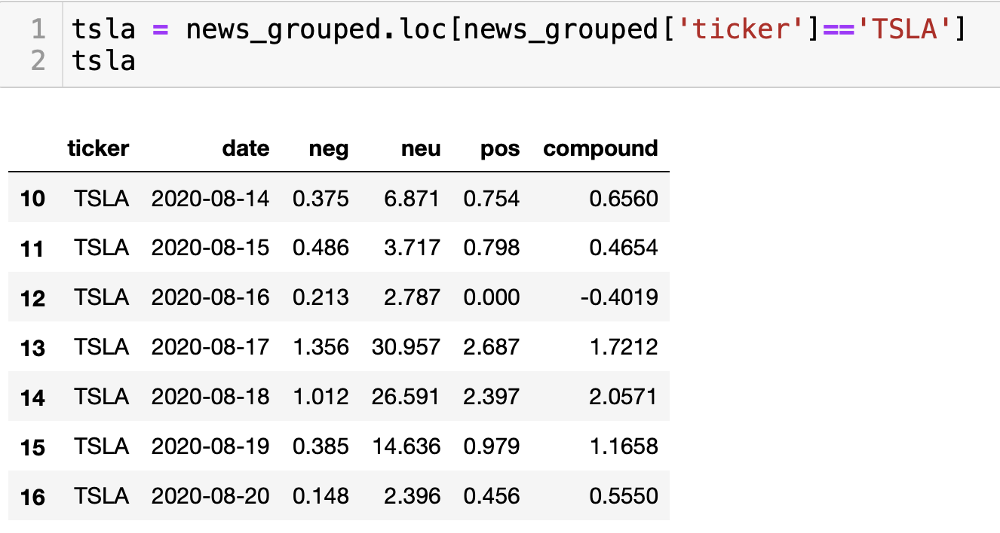 1 tsla = news_grouped.loc[news_grouped['ticker']=='TSLA']
2 tsla
ticker date neg neu pos compound
10 TSLA 2020-08-14 0.375 6.871 0.754 0.6560
11 TSLA 2020-08-15 0.486 3.717 0.798 0.4654
12 TSLA 2020-08-16 0.213 2.787 0.000 -0.4019
13 TSLA 2020-08-17 1.356 30.957 2.687 1.7212
14 TSLA 2020-08-18 1.012 26.591 2.397 2.0571
15 TSLA 2020-08-19 0.385 14.636 0.979 1.1658
16 TSLA 2020-08-20 0.148 2.396 0.456 0.5550